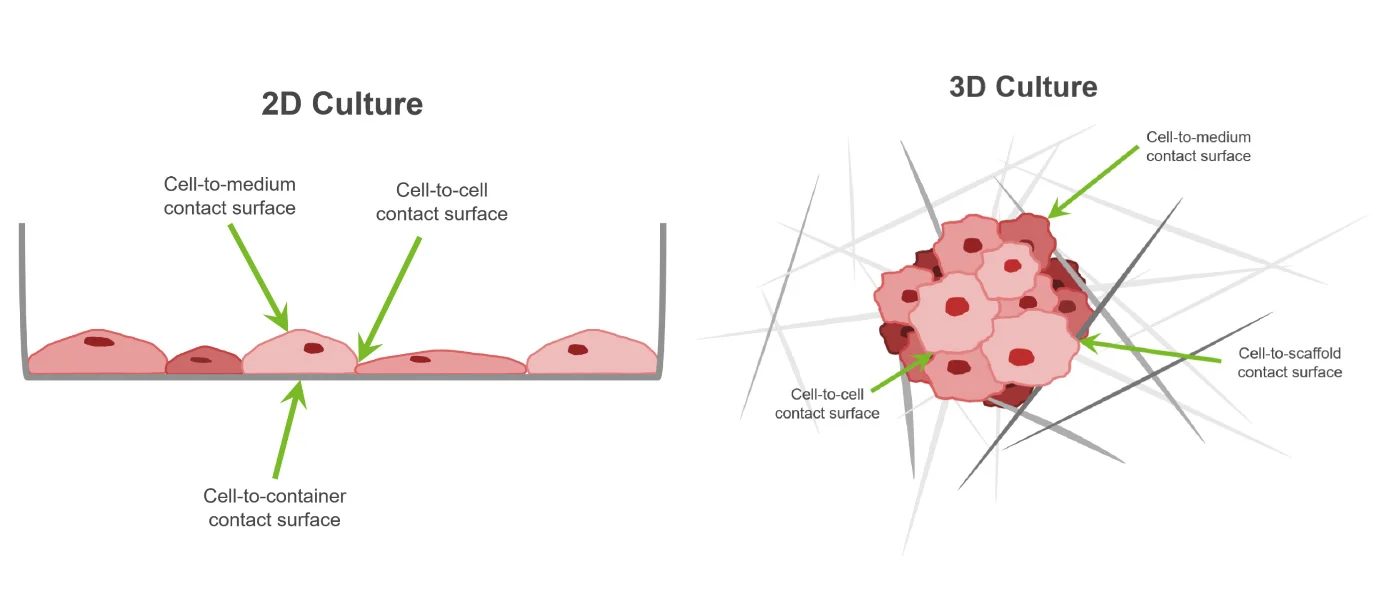 2D Culture
Cell-to-medium
contact surface
Cell-to-cell
contact surface
Cell-to-container
contact surface
3D Culture
Cell-to-medium
contact surface
Cell-to-scaffold
contact surface
Cell-to-cell
contact surface